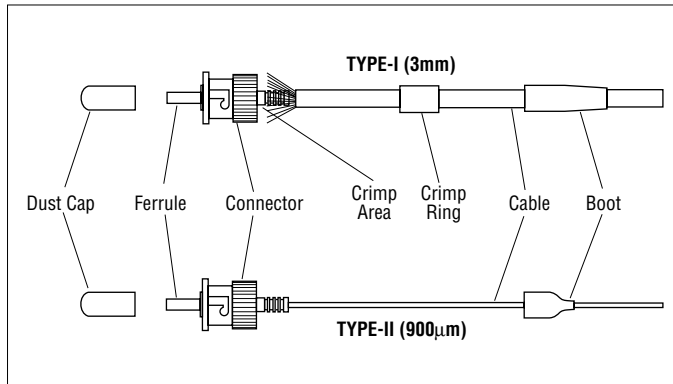 TYPE-I (3mm)
Dust Cap
Ferrule
Connector
Crimp
Area
Crimp
Ring
Cable
Boot
TYPE-II (900µm)